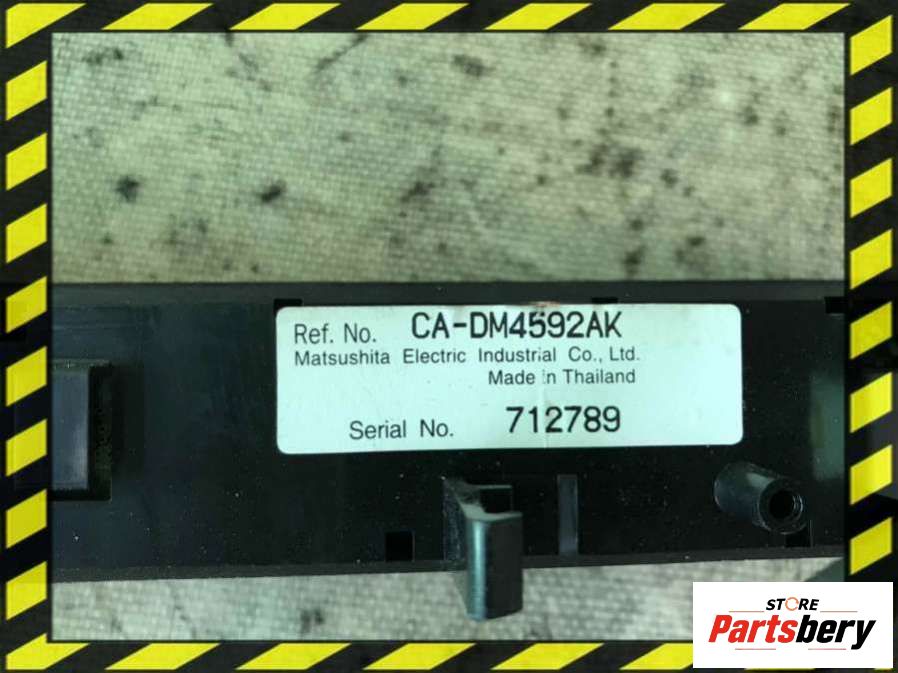 Ref. No. CA-DM4592AK
Matsushita Electric Industrial Co., Ltd.
Made in Thailand
Serial No. 712789
STORE
Partsbery